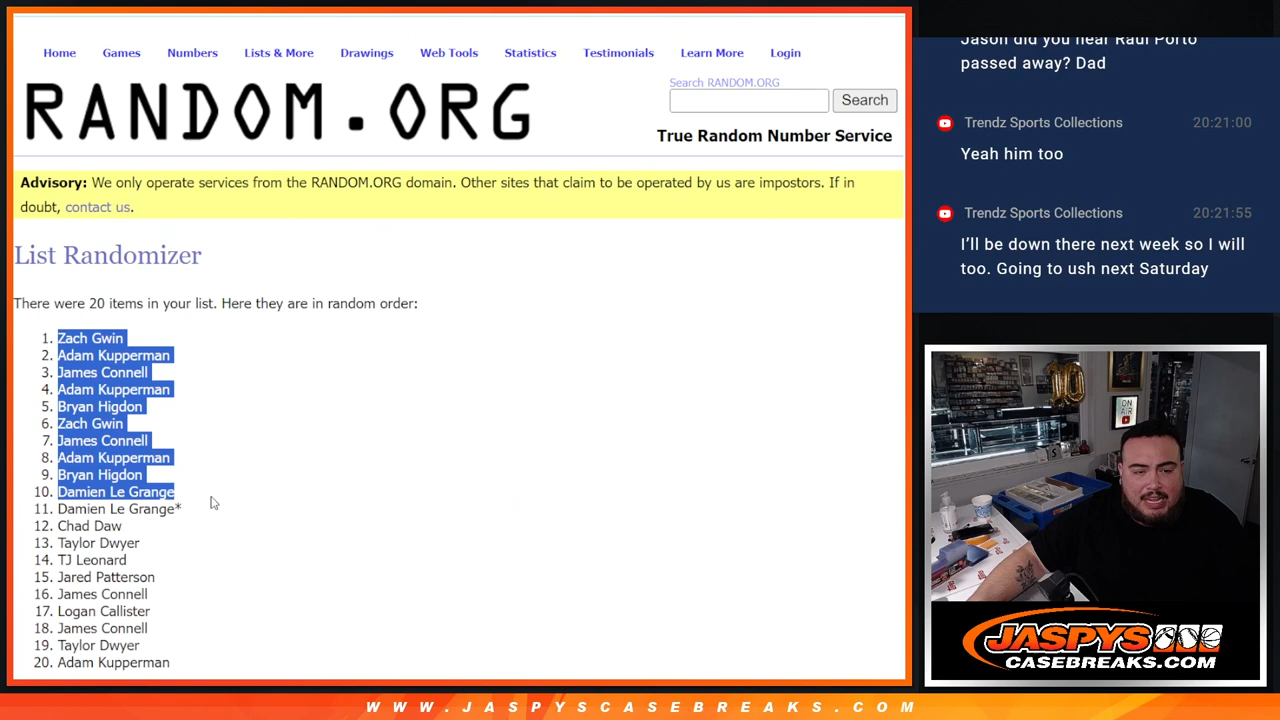 Home Games Numbers Lists & More Drawings Web Tools Statistics Testimonials Learn More Login
RANDOM.ORG
Search RANDOM.ORG
Search
True Random Number Service
Advisory: We only operate services from the RANDOM.ORG domain. Other sites that claim to be operated by us are impostors. If in
doubt, contact us.
List Randomizer
There were 20 items in your list. Here they are in random order:
1. Zach Gwin
2. Adam Kupperman
3. James Connell
4. Adam Kupperman
5. Bryan Higdon
6. Zach Gwin
7. James Connell
8. Adam Kupperman
9. Bryan Higdon
10. Damien Le Grange
11. Damien Le Grange*
12. Chad Daw
13. Taylor Dwyer
14. TJ Leonard
15. Jared Patterson
16. James Connell
17. Logan Callister
18. James Connell
19. Taylor Dwyer
20. Adam Kupperman
Jason did you hear Raul Porto
passed away? Dad
Trendz Sports Collections 20:21:00
Yeah him too
Trendz Sports Collections 20:21:55
I'll be down there next week so I will
too. Going to ush next Saturday
10
ON
AIR
JASPYS
CASEBREAKS.COM
WWW.JASPYSCASEBREAKS.COM